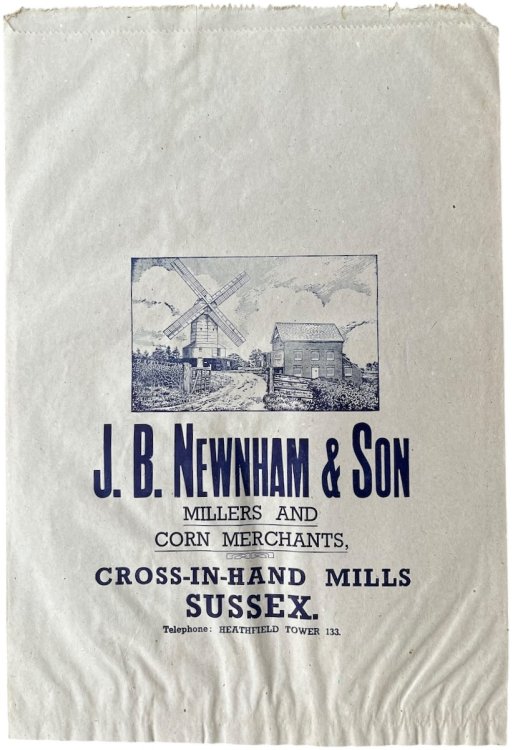 J. B. NEWNHAM & SON
MILLERS AND
CORN MERCHANTS,
CROSS-IN-HAND MILLS
SUSSEX.
Telephone: HEATHFIELD TOWER 133.